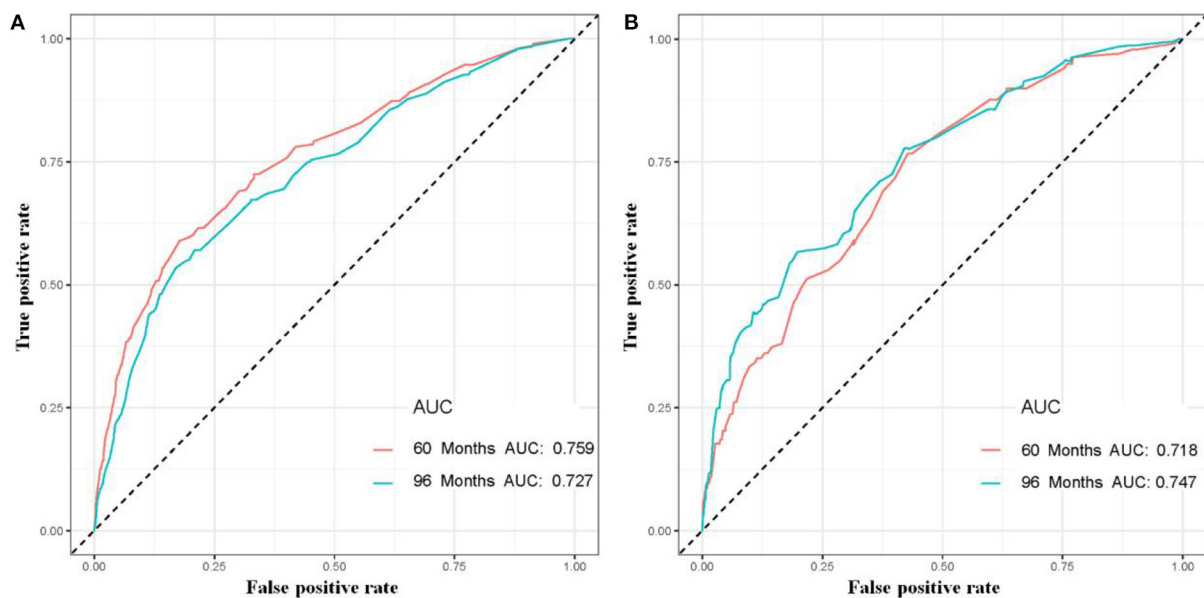 A
1.00
0.75
0.50
0.25
0.00
True positive rate
AUC
60 Months AUC: 0.759
96 Months AUC: 0.727
0.00 0.25 0.50 0.75 1.00
False positive rate
B
1.00
0.75
0.50
0.25
0.00
True positive rate
AUC
60 Months AUC: 0.718
96 Months AUC: 0.747
0.00 0.25 0.50 0.75 1.00
False positive rate